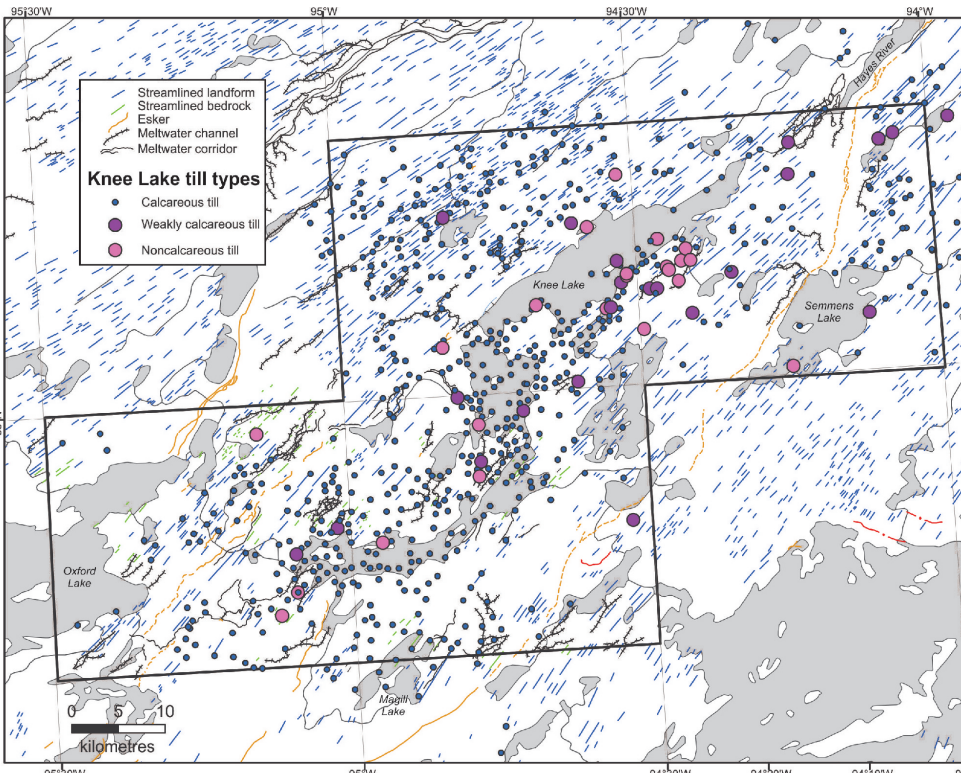 95°30'W
95°W
94°30'W
94°W
Hayes River
Streamlined landform
Streamlined bedrock
Esker
Meltwater channel
Meltwater corridor
Knee Lake till types
Calcareous till
Weakly calcareous till
Noncalcareous till
Knee Lake
Semmens
Lake
Oxford
Lake
Magill
Lake
0 5 10
kilometres
95°W